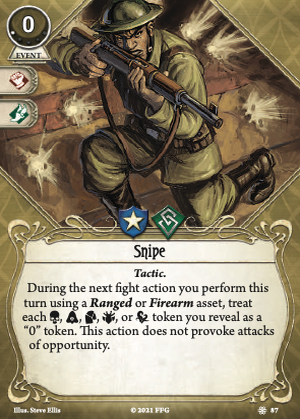 0
EVENT
Snipe
Tactic.
During the next fight action you perform this
turn using a Ranged or Firearm asset, treat
each , , , , or token you reveal as a
“0” token. This action does not provoke attacks
of opportunity.
Illus. Steve Ellis © 2021 FFG 87